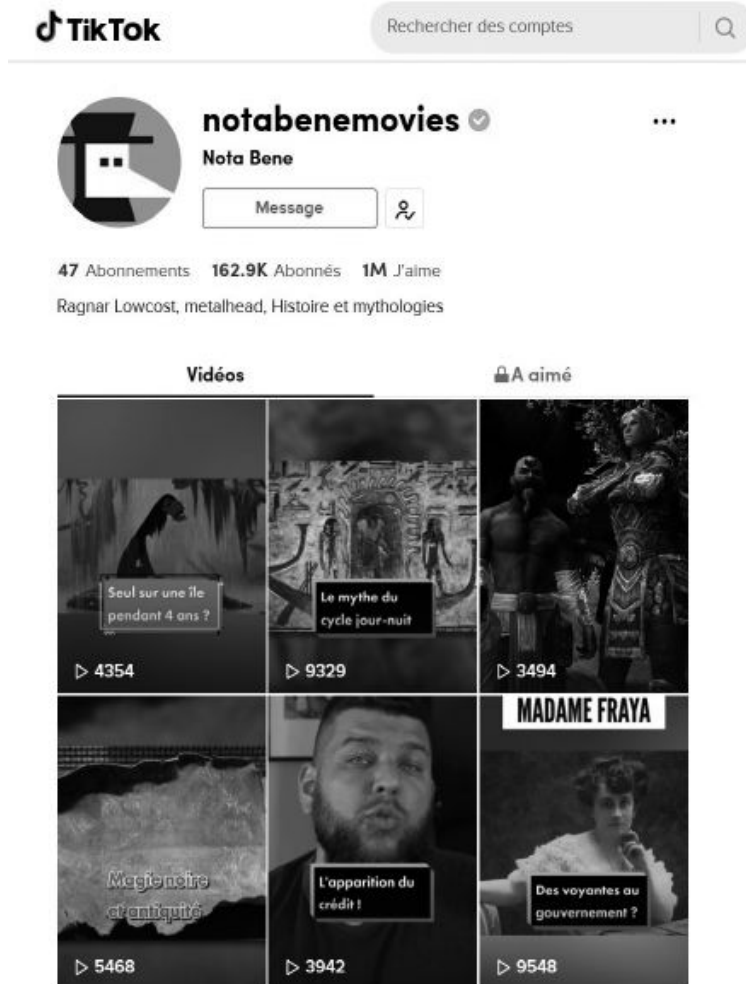 TikTok
Rechercher des comptes
notabenemovies
Nota Bene
Message
47 Abonnements 162.9K Abonnés 1M J'aime
Ragnar Lowcost, metalhead, Histoire et mythologies
Vidéos
A aimé
Seul sur une île
pendant 4 ans ?
4354
Le mythe du
cycle jour-nuit
9329
3494
Magie noire
et antiquité
5468
L'apparition du
crédit !
3942
MADAME FRAYA
Des voyantes au
gouvernement ?
9548